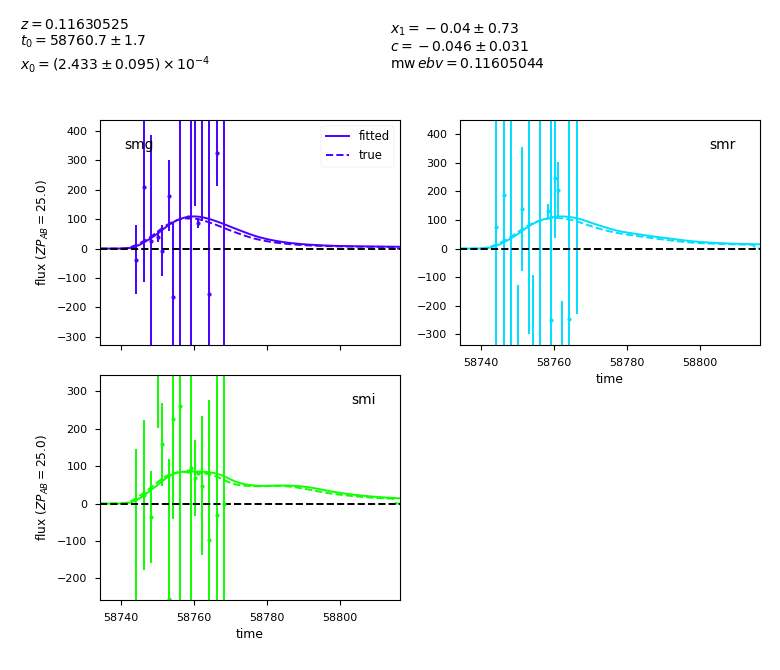 z = 0.11630525
t₀ = 58760.7 ± 1.7
x₀ = (2.433 ± 0.095) × 10⁻⁴
x₁ = −0.04 ± 0.73
c = −0.046 ± 0.031
mwebv = 0.11605044
smg
fitted
true
400
300
200
100
0
−100
−200
−300
flux (ZP_AB = 25.0)
smr
400
300
200
100
0
−100
−200
−300
58740 58760 58780 58800
time
smi
300
200
100
0
−100
−200
flux (ZP_AB = 25.0)
58740 58760 58780 58800
time